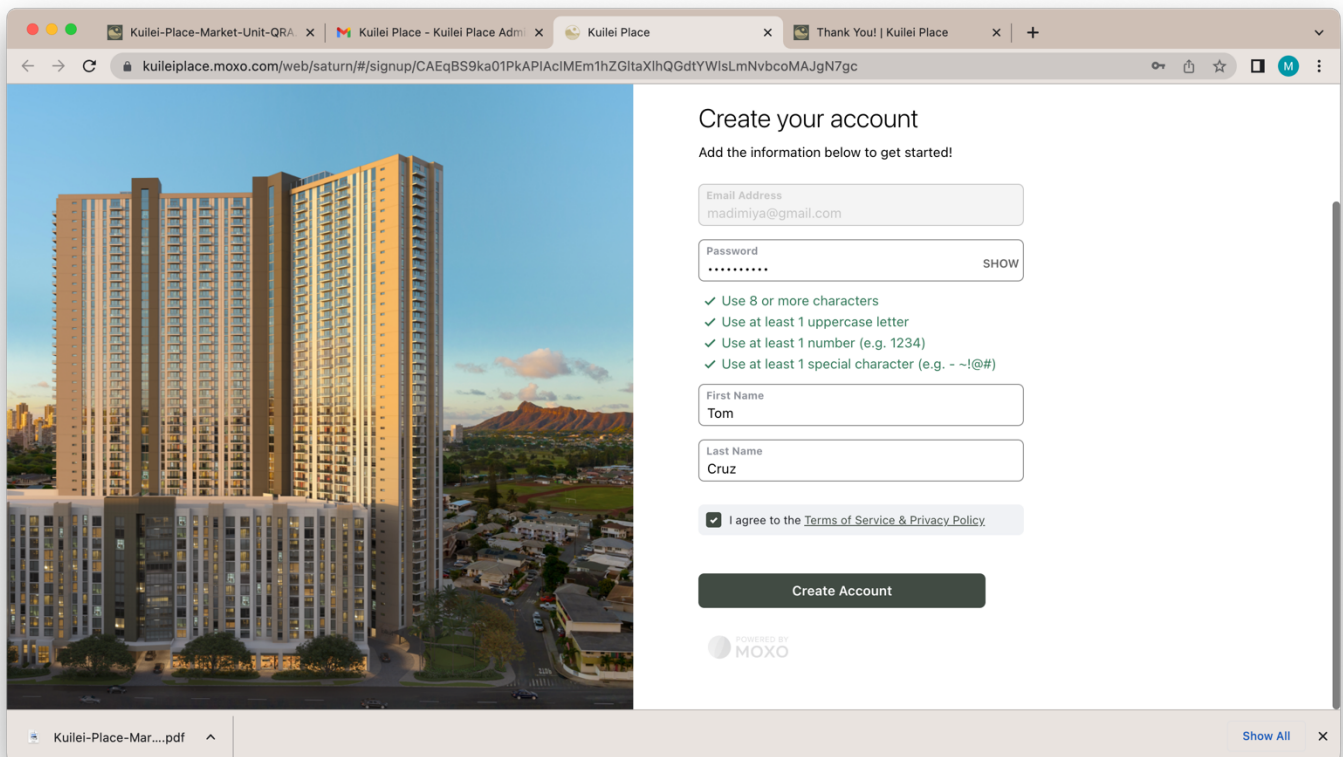 Kuilei-Place-Market-Unit-QRA
Kuilei Place - Kuilei Place Admi
Kuilei Place
Thank You! | Kuilei Place
kuileiplace.moxo.com/web/saturn/#/signup/CAEqBS9ka01PkAPIAcIMEm1hZGltaXlhQGdtYWlsLmNvbcoMAJgN7gc
M
Create your account
Add the information below to get started!
Email Address
madimiya@gmail.com
Password
••••••••••
SHOW
Use 8 or more characters
Use at least 1 uppercase letter
Use at least 1 number (e.g. 1234)
Use at least 1 special character (e.g. - ~!@#)
First Name
Tom
Last Name
Cruz
I agree to the Terms of Service & Privacy Policy
Create Account
POWERED BY
MOXO
Kuilei-Place-Mar....pdf
Show All